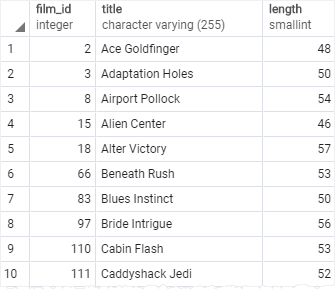 film_id title length
integer character varying (255) smallint
1 2 Ace Goldfinger 48
2 3 Adaptation Holes 50
3 8 Airport Pollock 54
4 15 Alien Center 46
5 18 Alter Victory 57
6 66 Beneath Rush 53
7 83 Blues Instinct 50
8 97 Bride Intrigue 56
9 110 Cabin Flash 53
10 111 Caddyshack Jedi 52